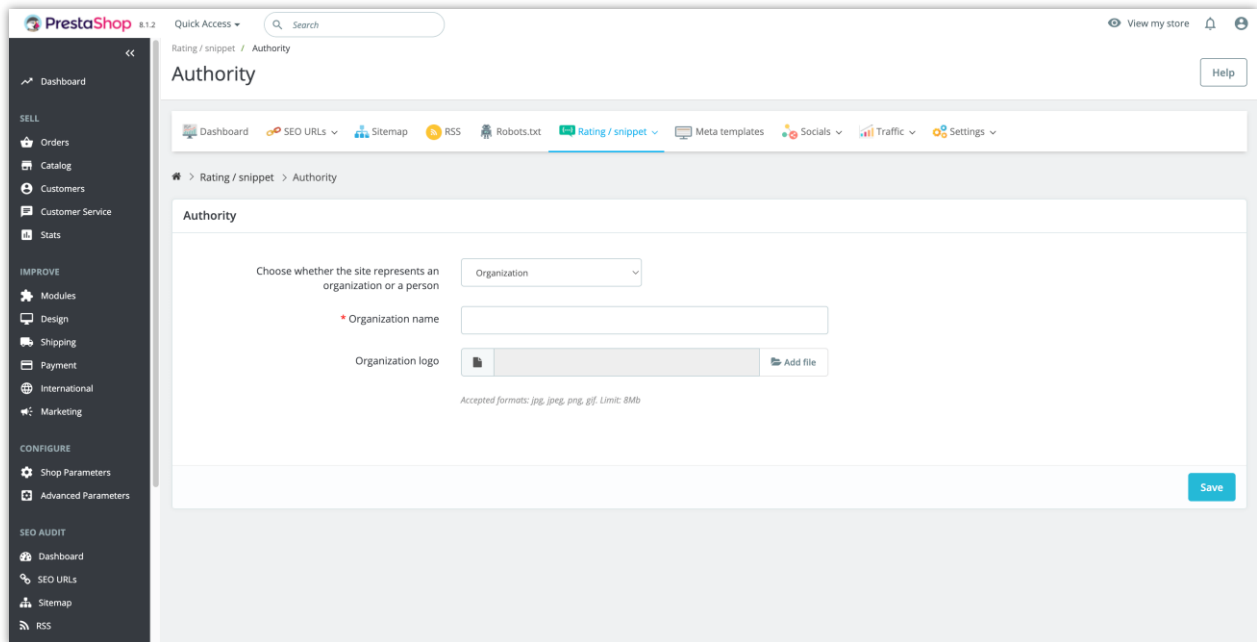 PrestaShop 8.1.2 Quick Access Search View my store
Rating / snippet / Authority
Authority
Help
Dashboard
SELL
Orders
Catalog
Customers
Customer Service
Stats
IMPROVE
Modules
Design
Shipping
Payment
International
Marketing
CONFIGURE
Shop Parameters
Advanced Parameters
SEO AUDIT
Dashboard
SEO URLs
Sitemap
RSS
Dashboard SEO URLs Sitemap RSS Robots.txt Rating / snippet Meta templates Socials Traffic Settings
> Rating / snippet > Authority
Authority
Choose whether the site represents an
organization or a person
Organization
* Organization name
Organization logo
Add file
Accepted formats: jpg, jpeg, png, gif. Limit: 8Mb
Save